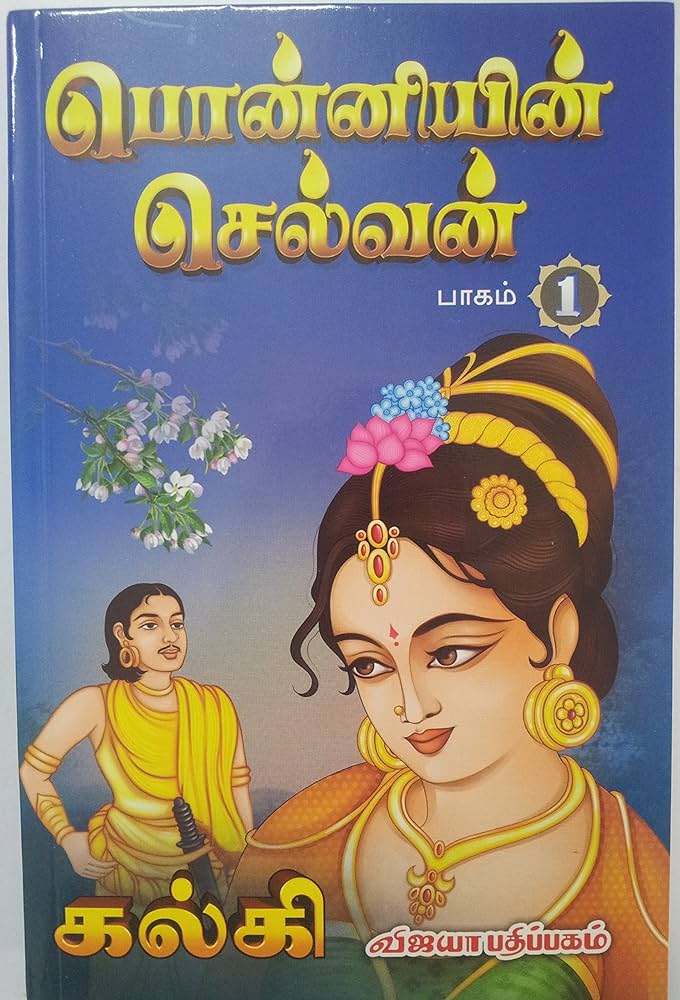 பொன்னியின்
செல்வன்
பாகம் 1
கல்கி
விஜயா பதிப்பகம்